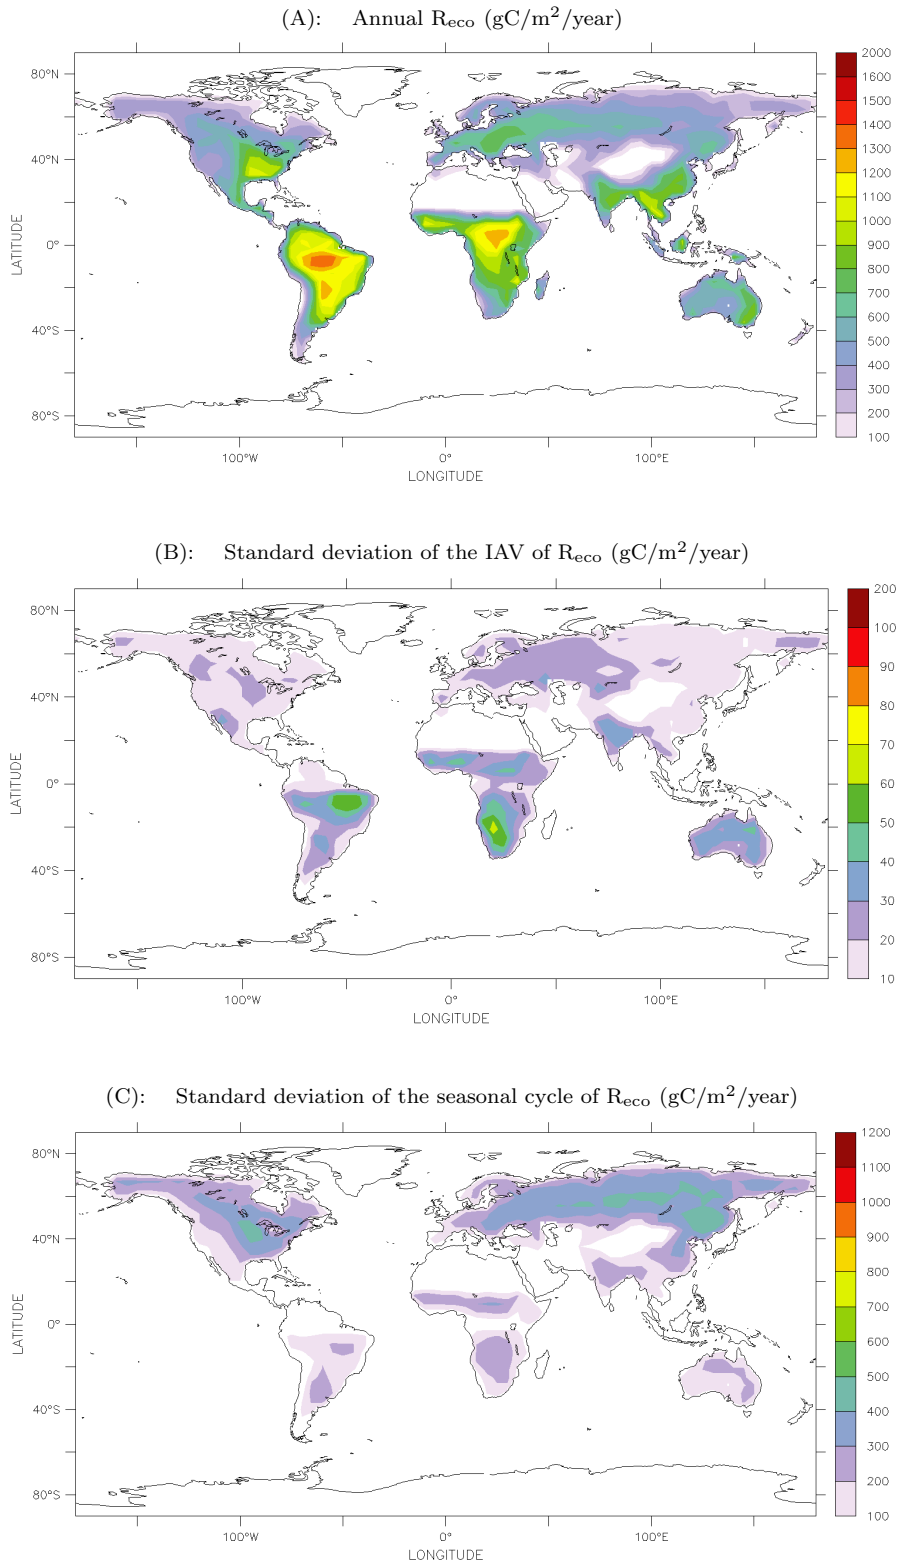 (A): Annual Reco (gC/m2/year)
80°N
40°N
0°
40°S
80°S
LATITUDE
100°W 0° 100°E
LONGITUDE
2000
1600
1500
1400
1300
1200
1100
1000
900
800
700
600
500
400
300
200
100
(B): Standard deviation of the IAV of Reco (gC/m2/year)
80°N
40°N
0°
40°S
80°S
LATITUDE
100°W 0° 100°E
LONGITUDE
200
100
90
80
70
60
50
40
30
20
10
(C): Standard deviation of the seasonal cycle of Reco (gC/m2/year)
80°N
40°N
0°
40°S
80°S
LATITUDE
100°W 0° 100°E
LONGITUDE
1200
1100
1000
900
800
700
600
500
400
300
200
100